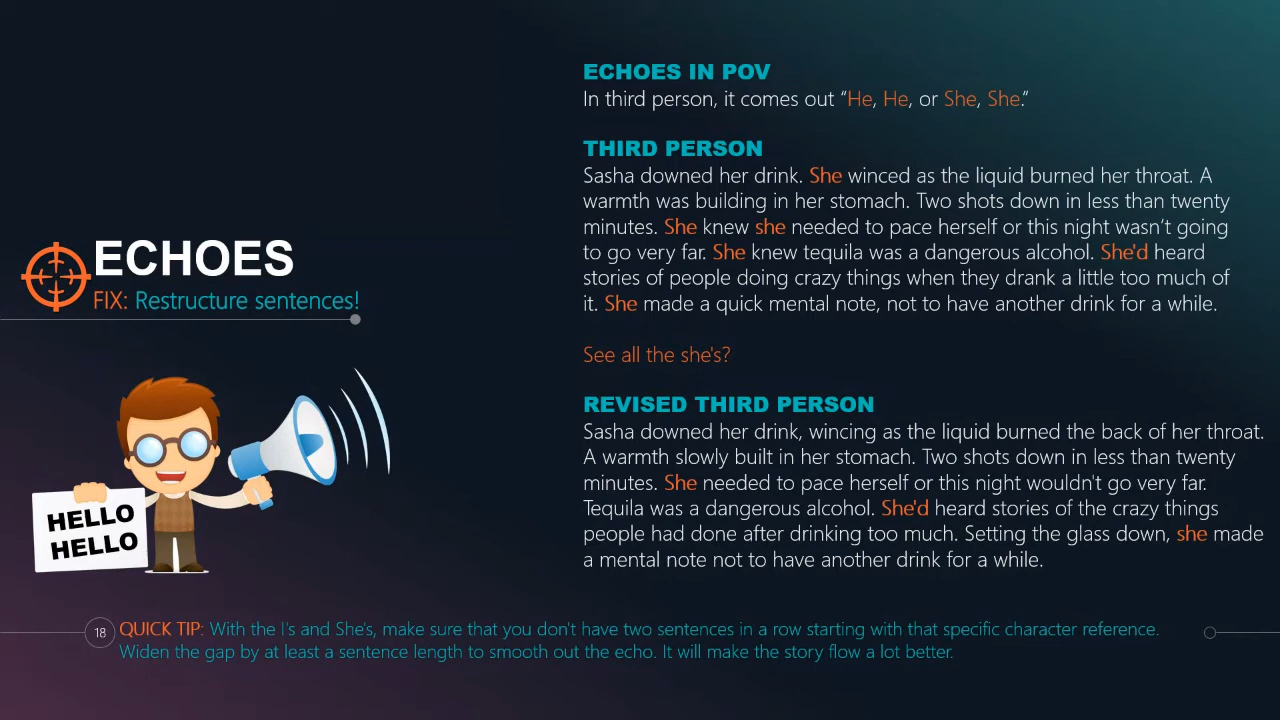 ECHOES
FIX: Restructure sentences!
HELLO
HELLO
ECHOES IN POV
In third person, it comes out “He, He, or She, She.“
THIRD PERSON
Sasha downed her drink. She winced as the liquid burned her throat. A
warmth was building in her stomach. Two shots down in less than twenty
minutes. She knew she needed to pace herself or this night wasn’t going
to go very far. She knew tequila was a dangerous alcohol. She'd heard
stories of people doing crazy things when they drank a little too much of
it. She made a quick mental note, not to have another drink for a while.
See all the she's?
REVISED THIRD PERSON
Sasha downed her drink, wincing as the liquid burned the back of her throat.
A warmth slowly built in her stomach. Two shots down in less than twenty
minutes. She needed to pace herself or this night wouldn't go very far.
Tequila was a dangerous alcohol. She'd heard stories of the crazy things
people had done after drinking too much. Setting the glass down, she made
a mental note not to have another drink for a while.
18
QUICK TIP: With the I's and She's, make sure that you don't have two sentences in a row starting with that specific character reference.
Widen the gap by at least a sentence length to smooth out the echo. It will make the story flow a lot better.